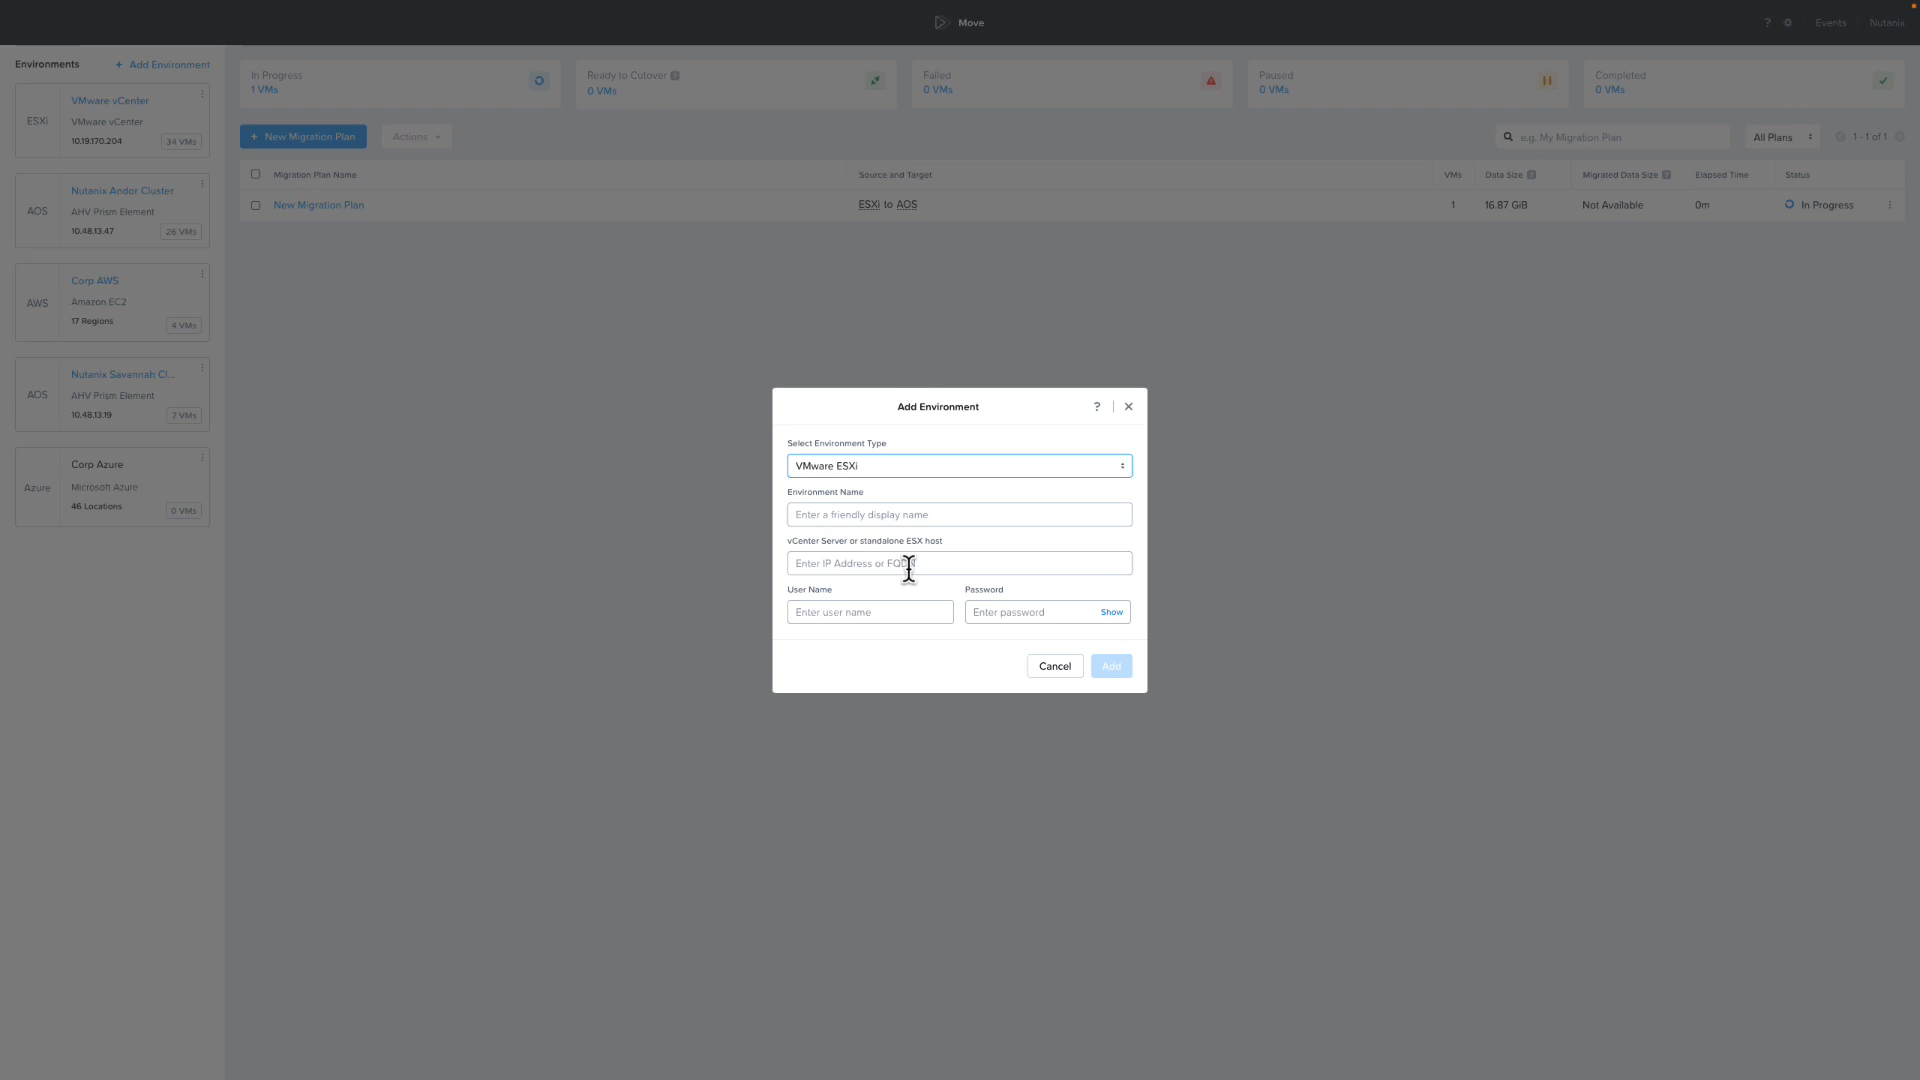 Move
?
Events
Nutanix
Environments
+ Add Environment
ESXi
VMware vCenter
VMware vCenter
10.19.170.204
34 VMs
AOS
Nutanix Andor Cluster
AHV Prism Element
10.48.13.47
26 VMs
AWS
Corp AWS
Amazon EC2
17 Regions
4 VMs
AOS
Nutanix Savannah Cl...
AHV Prism Element
10.48.13.19
7 VMs
Azure
Corp Azure
Microsoft Azure
46 Locations
0 VMs
In Progress
1 VMs
Ready to Cutover ?
0 VMs
Failed
0 VMs
Paused
0 VMs
Completed
0 VMs
+ New Migration Plan
Actions
e.g. My Migration Plan
All Plans
1 - 1 of 1
Migration Plan Name
Source and Target
VMs
Data Size ?
Migrated Data Size ?
Elapsed Time
Status
New Migration Plan
ESXi to AOS
1
16.87 GiB
Not Available
0m
In Progress
Add Environment
?
Select Environment Type
VMware ESXi
Environment Name
Enter a friendly display name
vCenter Server or standalone ESX host
Enter IP Address or FQDN
User Name
Enter user name
Password
Enter password
Show
Cancel
Add